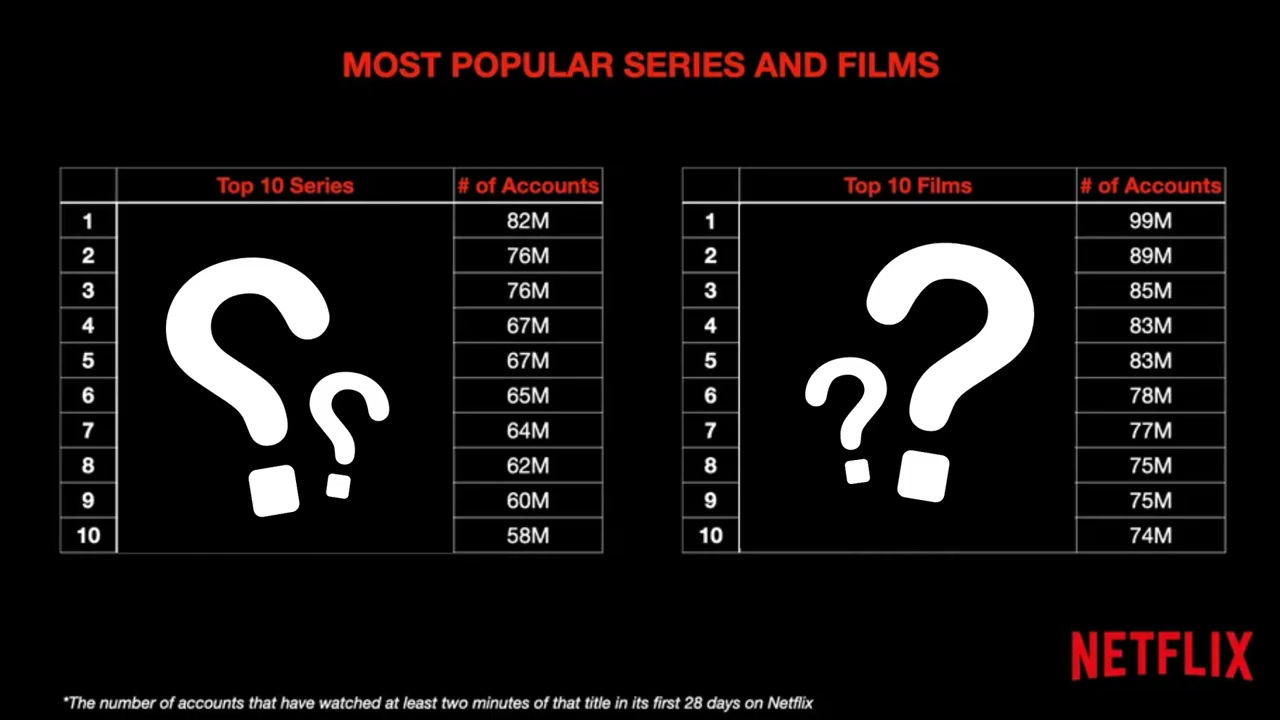 MOST POPULAR SERIES AND FILMS
Top 10 Series # of Accounts
1 82M
2 76M
3 76M
4 67M
5 67M
6 65M
7 64M
8 62M
9 60M
10 58M
Top 10 Films # of Accounts
1 99M
2 89M
3 85M
4 83M
5 83M
6 78M
7 77M
8 75M
9 75M
10 74M
NETFLIX
*The number of accounts that have watched at least two minutes of that title in its first 28 days on Netflix